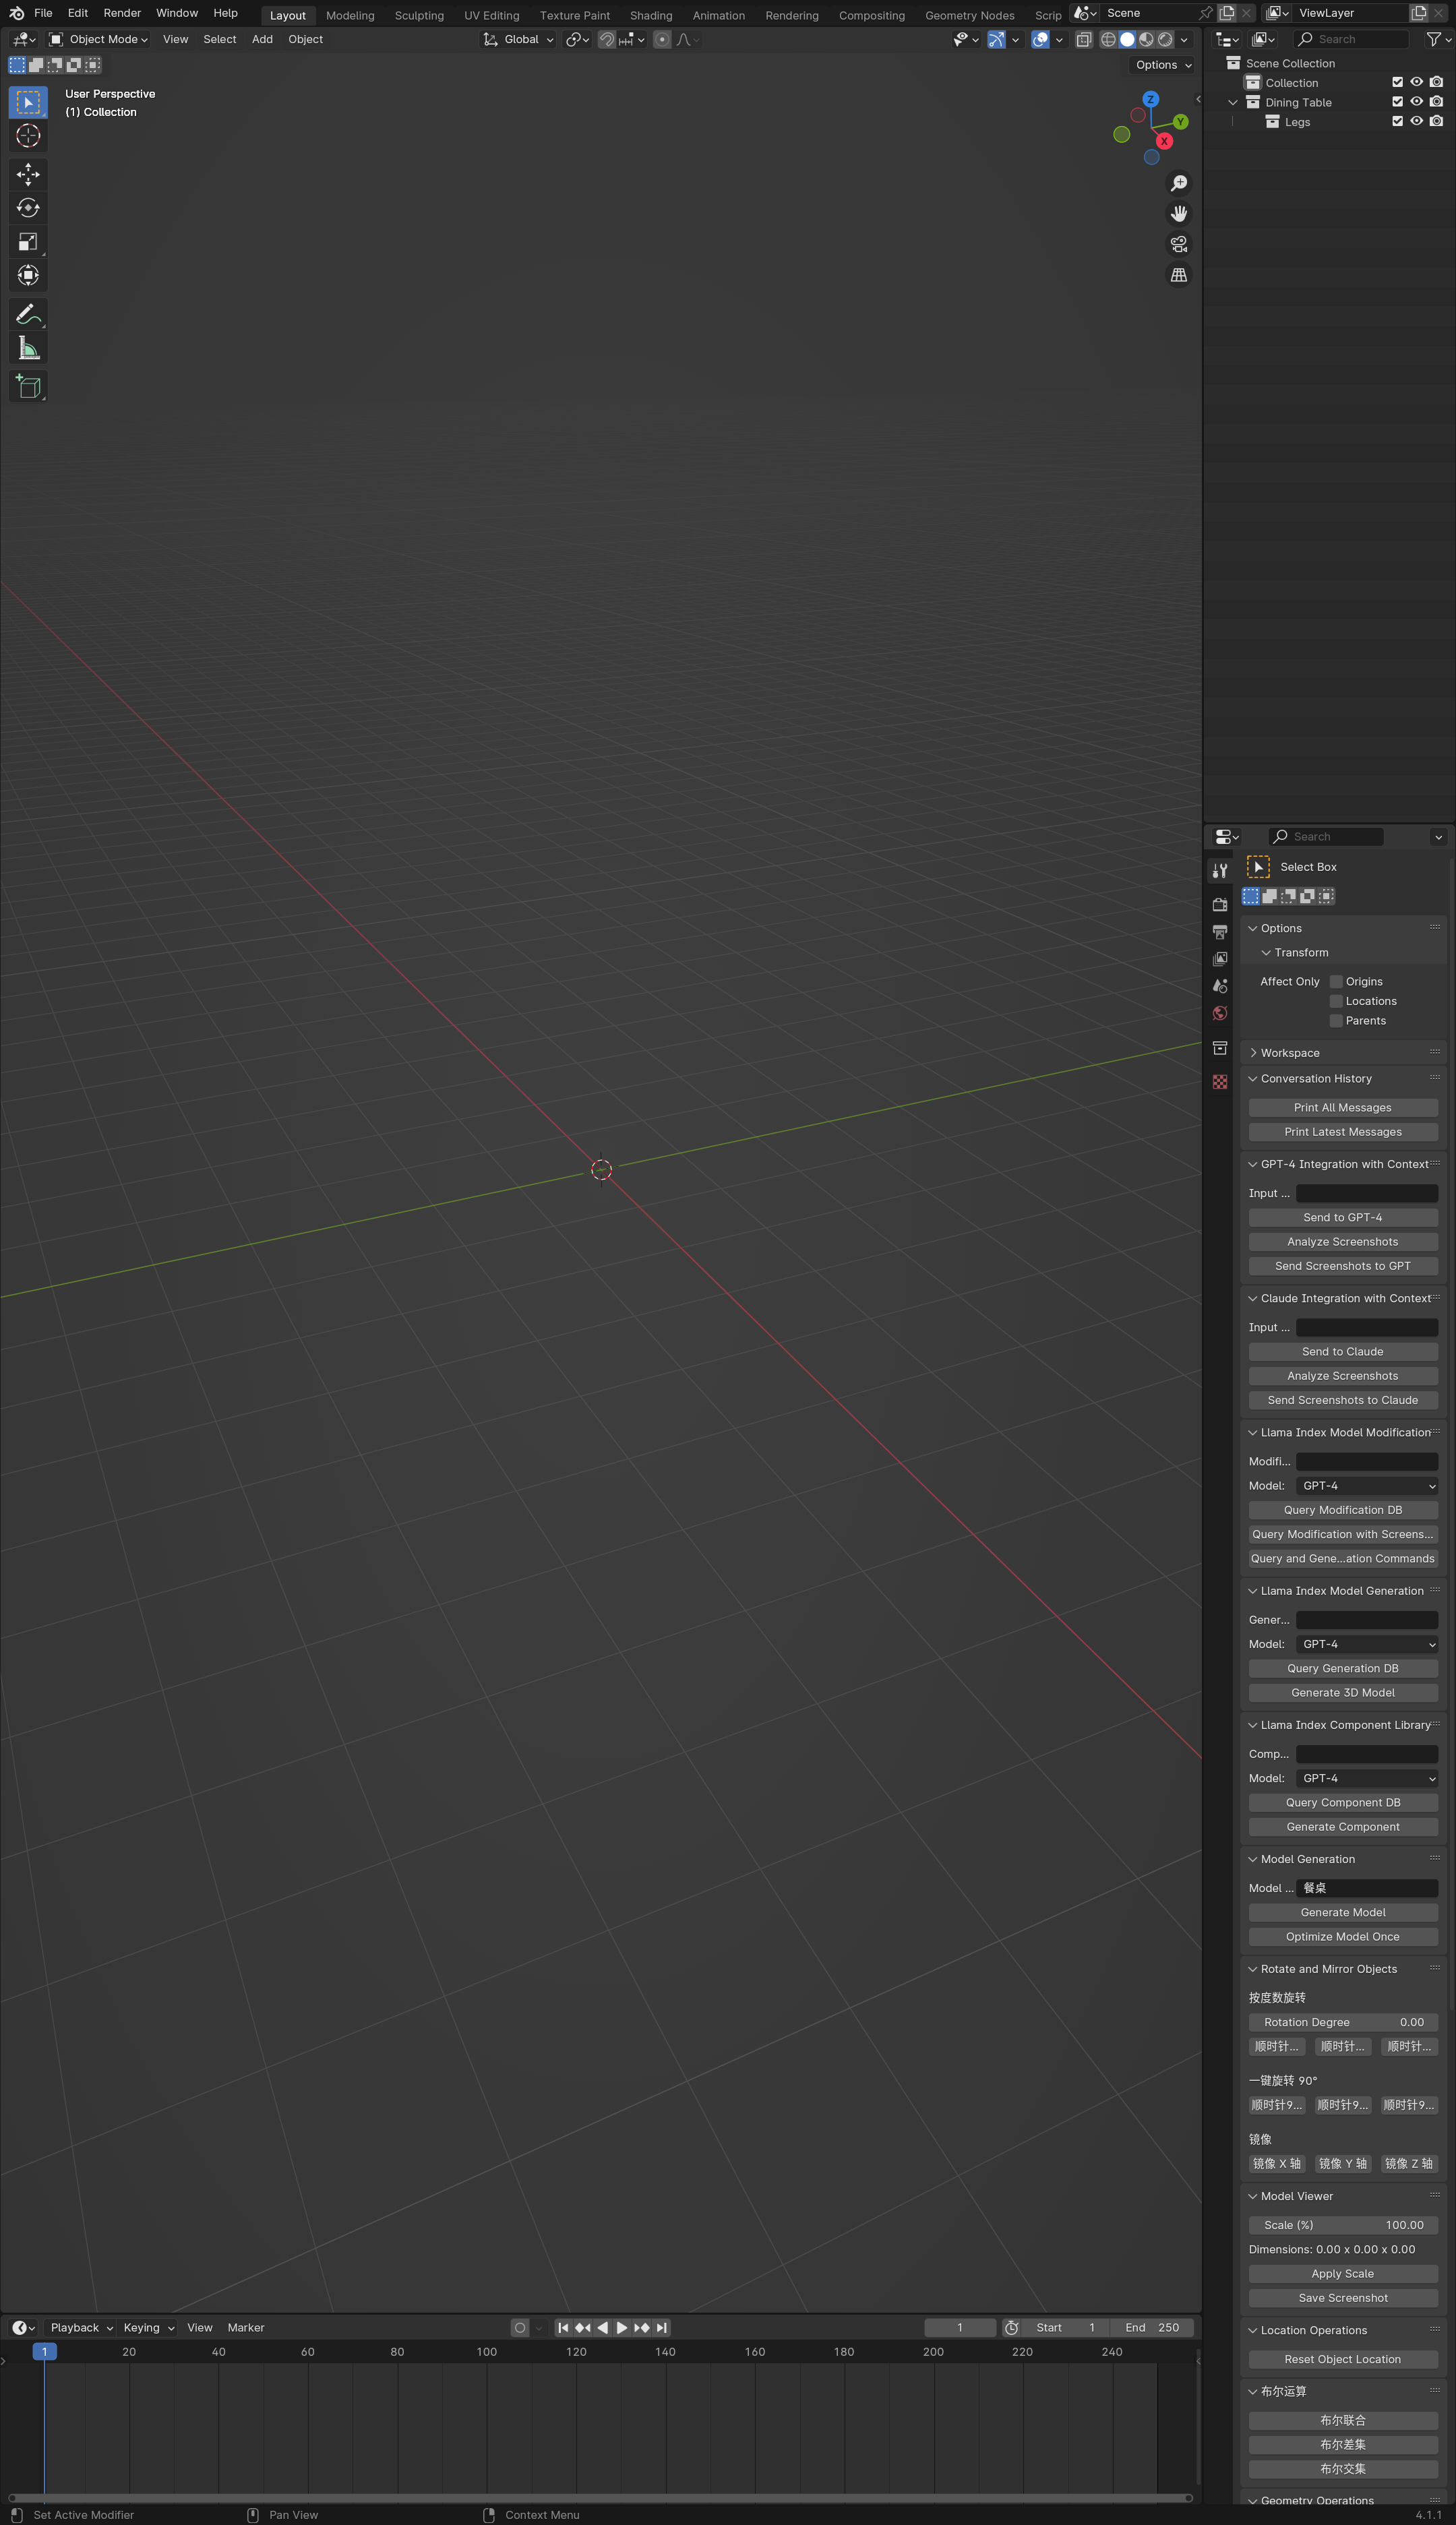 File Edit Render Window Help Layout Modeling Sculpting UV Editing Texture Paint Shading Animation Rendering Compositing Geometry Nodes Scrip Scene ViewLayer
Object Mode View Select Add Object Global Search
Options
User Perspective
(1) Collection
Z
Y
X
Scene Collection
Collection
Dining Table
Legs
Search
Select Box
Options
Transform
Affect Only Origins
Locations
Parents
Workspace
Conversation History
Print All Messages
Print Latest Messages
GPT-4 Integration with Context
Input ...
Send to GPT-4
Analyze Screenshots
Send Screenshots to GPT
Claude Integration with Context
Input ...
Send to Claude
Analyze Screenshots
Send Screenshots to Claude
Llama Index Model Modification
Modifi...
Model: GPT-4
Query Modification DB
Query Modification with Screens...
Query and Gene...ation Commands
Llama Index Model Generation
Gener...
Model: GPT-4
Query Generation DB
Generate 3D Model
Llama Index Component Library
Comp...
Model: GPT-4
Query Component DB
Generate Component
Model Generation
Model ... 餐桌
Generate Model
Optimize Model Once
Rotate and Mirror Objects
按度数旋转
Rotation Degree 0.00
顺时针... 顺时针... 顺时针...
一键旋转 90°
顺时针9... 顺时针9... 顺时针9...
镜像
镜像 X 轴 镜像 Y 轴 镜像 Z 轴
Model Viewer
Scale (%) 100.00
Dimensions: 0.00 x 0.00 x 0.00
Apply Scale
Save Screenshot
Location Operations
Reset Object Location
布尔运算
布尔联合
布尔差集
布尔交集
Geometry Operations
Playback Keying View Marker 1 Start 1 End 250
1 20 40 60 80 100 120 140 160 180 200 220 240
Set Active Modifier Pan View Context Menu 4.1.1